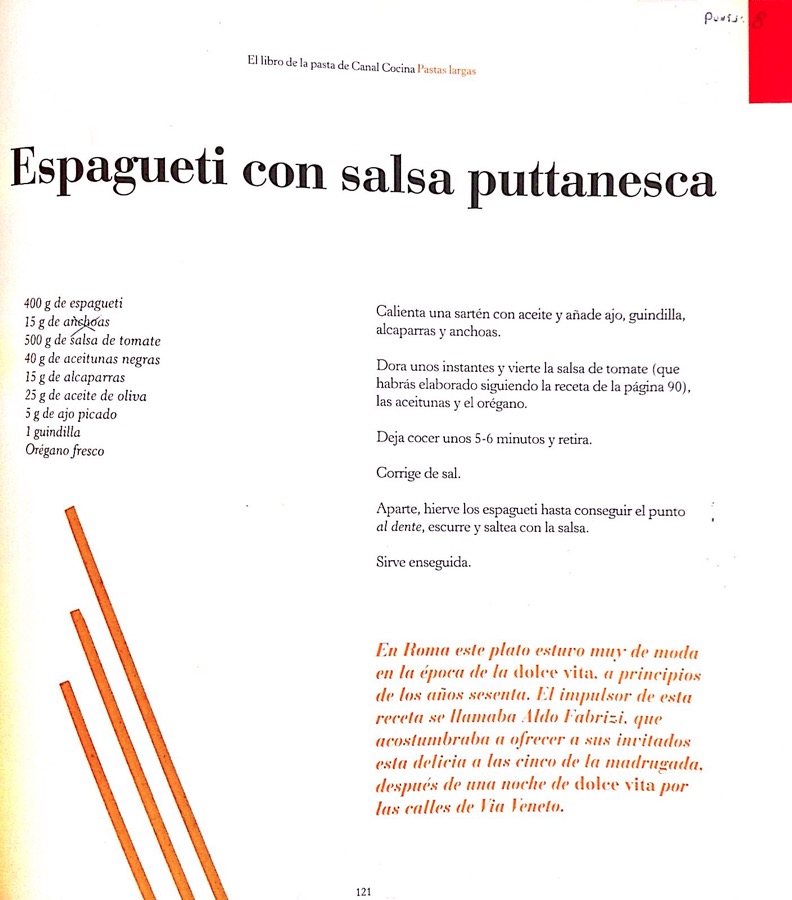 El libro de la pasta de Canal Cocina Pastas largas
Espagueti con salsa puttanesca
400 g de espagueti
15 g de anchoas
500 g de salsa de tomate
40 g de aceitunas negras
15 g de alcaparras
25 g de aceite de oliva
5 g de ajo picado
1 guindilla
Orégano fresco
Calienta una sartén con aceite y añade ajo, guindilla,
alcaparras y anchoas.
Dora unos instantes y vierte la salsa de tomate (que
habrás elaborado siguiendo la receta de la página 90),
las aceitunas y el orégano.
Deja cocer unos 5-6 minutos y retira.
Corrige de sal.
Aparte, hierve los espagueti hasta conseguir el punto
al dente, escurre y saltea con la salsa.
Sirve enseguida.
En Roma este plato estuvo muy de moda
en la época de la dolce vita, a principios
de los años sesenta. El impulsor de esta
receta se llamaba Aldo Fabrizi, que
acostumbraba a ofrecer a sus invitados
esta delicia a las cinco de la madrugada,
después de una noche de dolce vita por
las calles de Via Veneto.
121